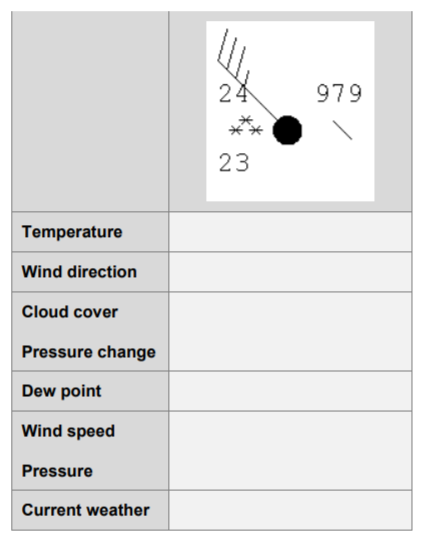 24 979
23
Temperature
Wind direction
Cloud cover
Pressure change
Dew point
Wind speed
Pressure
Current weather